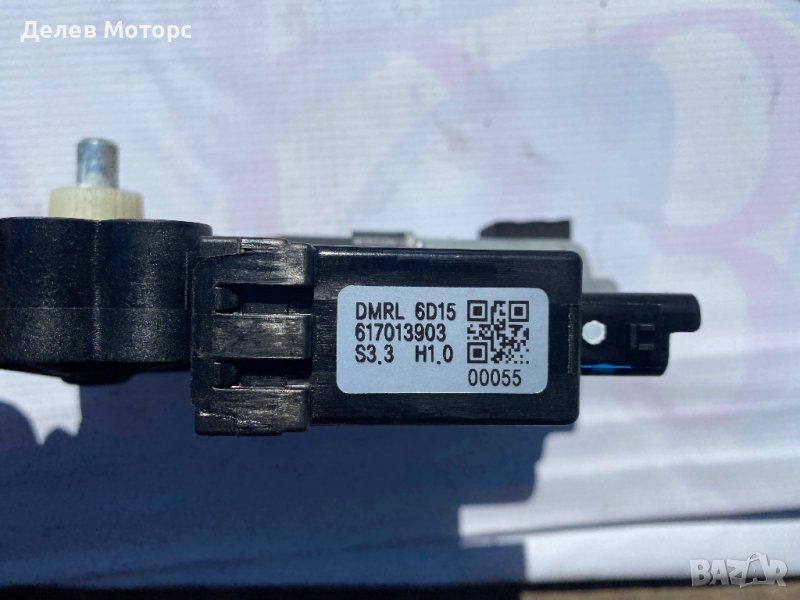 Делев Моторс
DMRL 6D15
617013903
S3.3 H1.0
00055
BAZAR